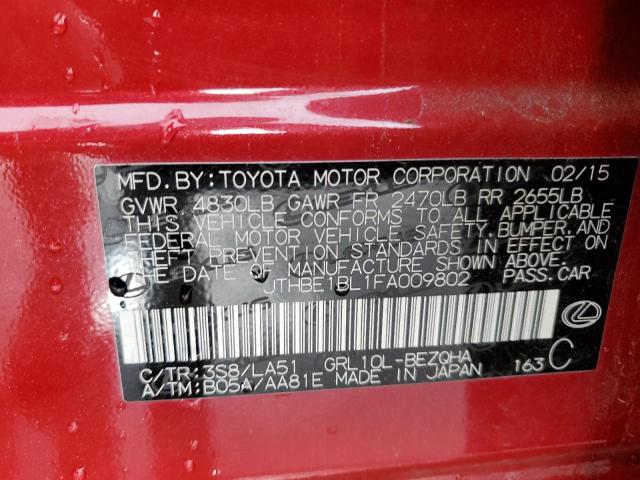 MFD.BY:TOYOTA MOTOR CORPORATION 02/15
GVWR 4830LB GAWR FR 2470LB RR 2655LB
THIS VEHICLE CONFORMS TO ALL APPLICABLE
FEDERAL MOTOR VEHICLE SAFETY, BUMPER, AND
THEFT PREVENTION STANDARDS IN EFFECT ON
THE DATE OF MANUFACTURE SHOWN ABOVE.
JTHBE1BL1FA009802 PASS.CAR
C/TR:3S8/LA51 GRL10L-BEZQHA
A/TM:B05A/AA81E MADE IN JAPAN 163 C